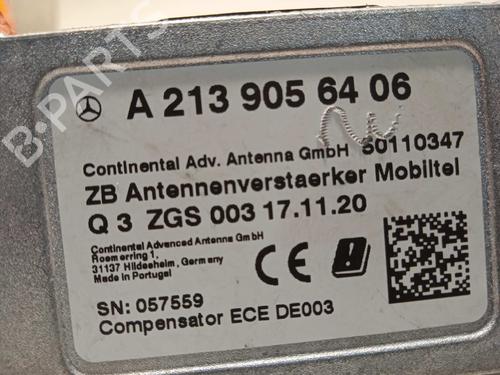 B-PARTS
A 213 905 64 06
Continental Adv. Antenna GmbH 50110347
ZB Antennenverstaerker Mobiltel
Q 3 ZGS 003 17.11.20
Continental Advanced Antenna GmbH
Roemerring 1,
31137 Hildesheim, Germany
Made in Portugal
CE
SN: 057559
Compensator ECE DE003